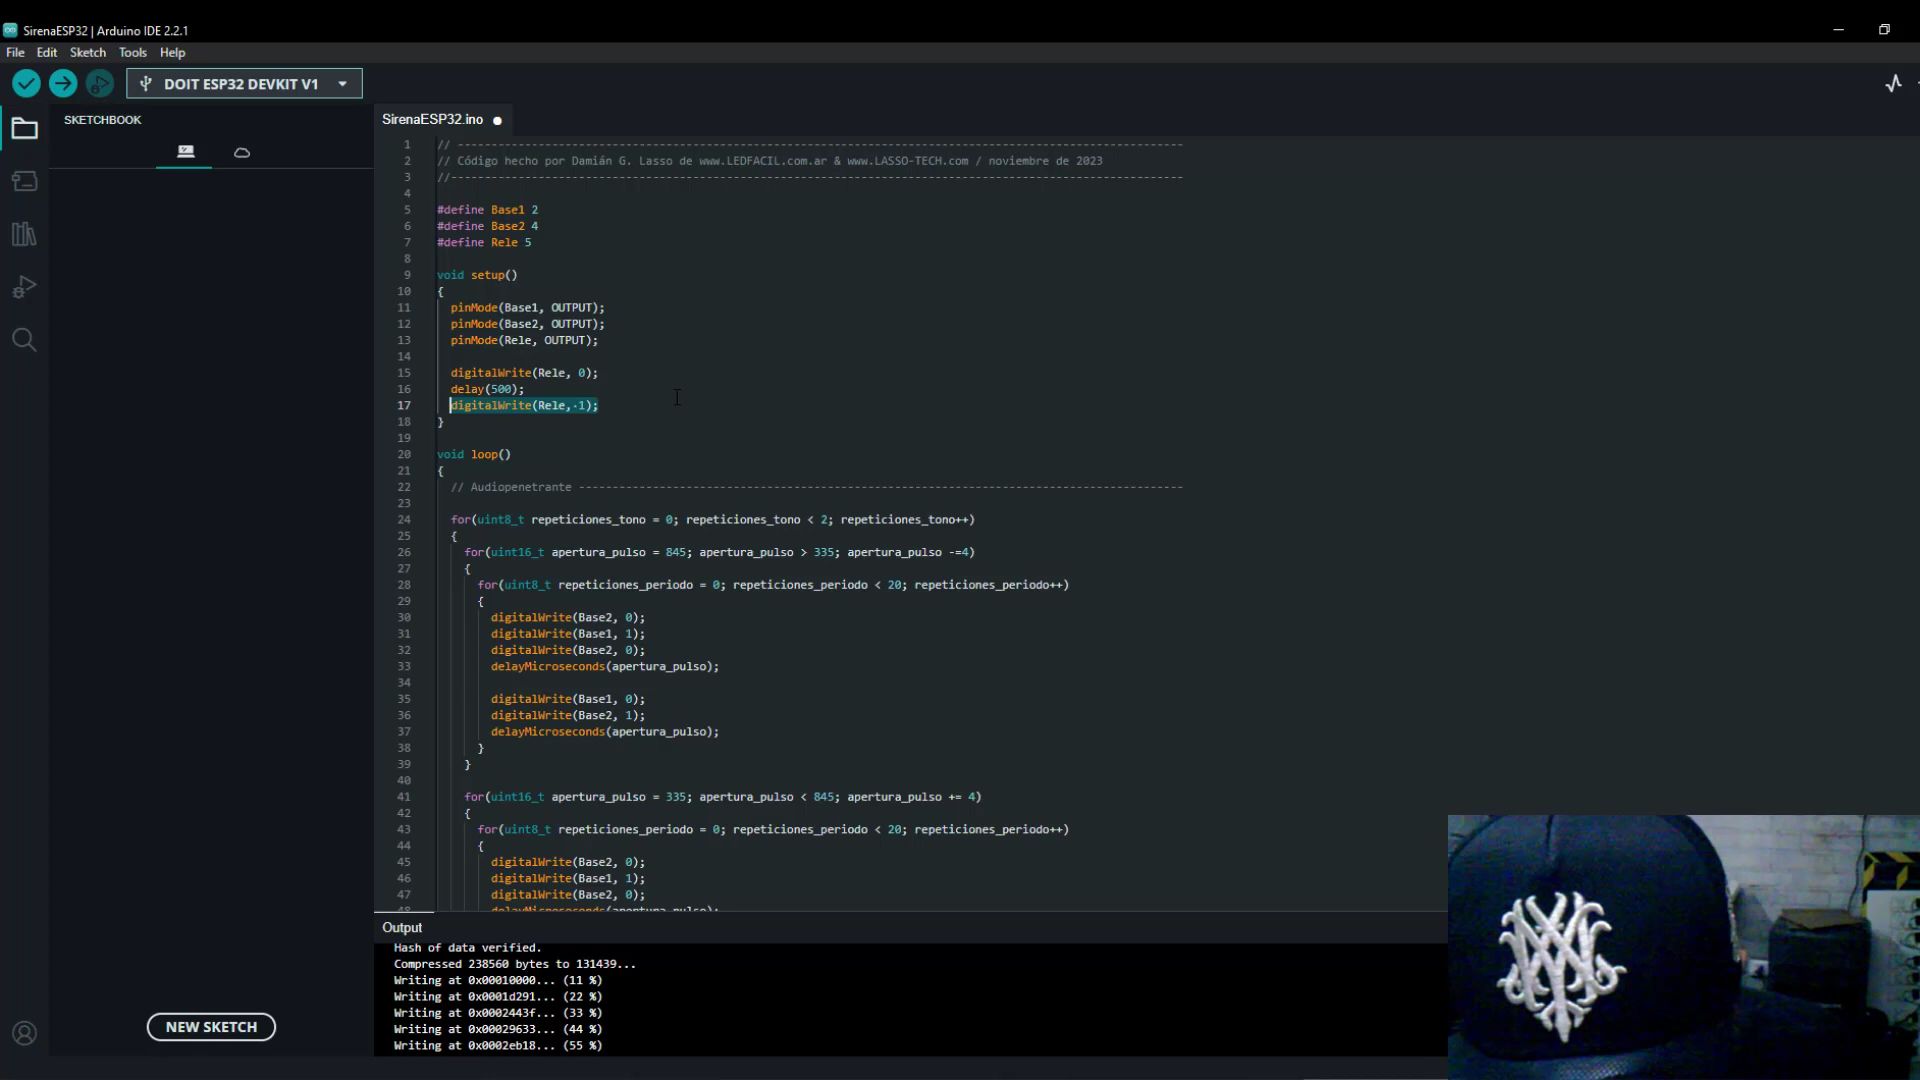 SirenaESP32 | Arduino IDE 2.2.1
File Edit Sketch Tools Help
DOIT ESP32 DEVKIT V1
SKETCHBOOK
SirenaESP32.ino
1 // ------------------------------------------------------------------------------------------------------------
2 // Código hecho por Damián G. Lasso de www.LEDFACIL.com.ar & www.LASSO-TECH.com / noviembre de 2023
3 //-------------------------------------------------------------------------------------------------------------
4
5 #define Base1 2
6 #define Base2 4
7 #define Rele 5
8
9 void setup()
10 {
11 pinMode(Base1, OUTPUT);
12 pinMode(Base2, OUTPUT);
13 pinMode(Rele, OUTPUT);
14
15 digitalWrite(Rele, 0);
16 delay(500);
17 digitalWrite(Rele,·1);
18 }
19
20 void loop()
21 {
22 // Audiopenetrante ------------------------------------------------------------------------------------------
23
24 for(uint8_t repeticiones_tono = 0; repeticiones_tono < 2; repeticiones_tono++)
25 {
26 for(uint16_t apertura_pulso = 845; apertura_pulso > 335; apertura_pulso -=4)
27 {
28 for(uint8_t repeticiones_periodo = 0; repeticiones_periodo < 20; repeticiones_periodo++)
29 {
30 digitalWrite(Base2, 0);
31 digitalWrite(Base1, 1);
32 digitalWrite(Base2, 0);
33 delayMicroseconds(apertura_pulso);
34
35 digitalWrite(Base1, 0);
36 digitalWrite(Base2, 1);
37 delayMicroseconds(apertura_pulso);
38 }
39 }
40
41 for(uint16_t apertura_pulso = 335; apertura_pulso < 845; apertura_pulso += 4)
42 {
43 for(uint8_t repeticiones_periodo = 0; repeticiones_periodo < 20; repeticiones_periodo++)
44 {
45 digitalWrite(Base2, 0);
46 digitalWrite(Base1, 1);
47 digitalWrite(Base2, 0);
48 delayMicroseconds(apertura_pulso);
Output
Hash of data verified.
Compressed 238560 bytes to 131439...
Writing at 0x00010000... (11 %)
Writing at 0x0001d291... (22 %)
Writing at 0x0002443f... (33 %)
Writing at 0x00029633... (44 %)
Writing at 0x0002eb18... (55 %)
NEW SKETCH